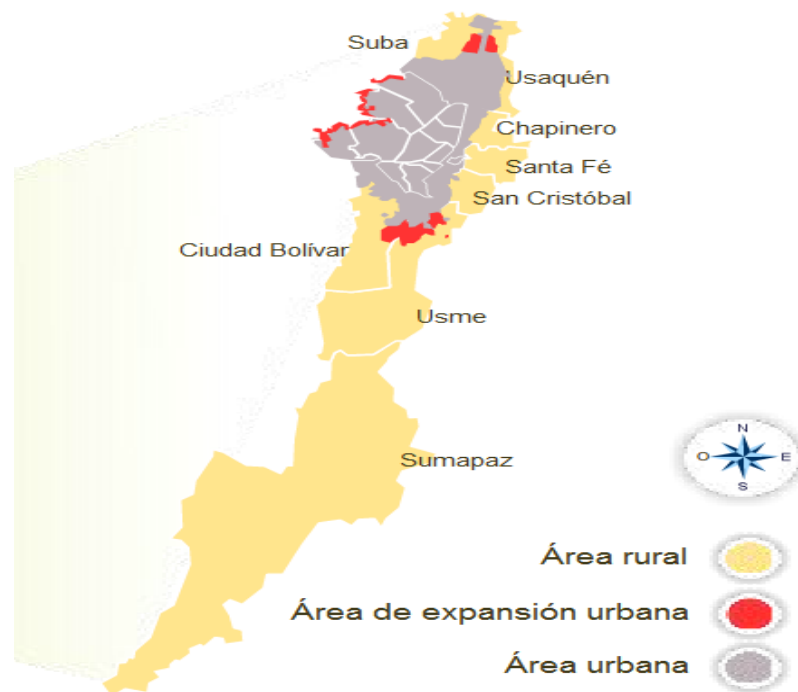 Suba
Usaquén
Chapinero
Santa Fé
San Cristóbal
Ciudad Bolívar
Usme
Sumapaz
N
O
E
S
Área rural
Área de expansión urbana
Área urbana